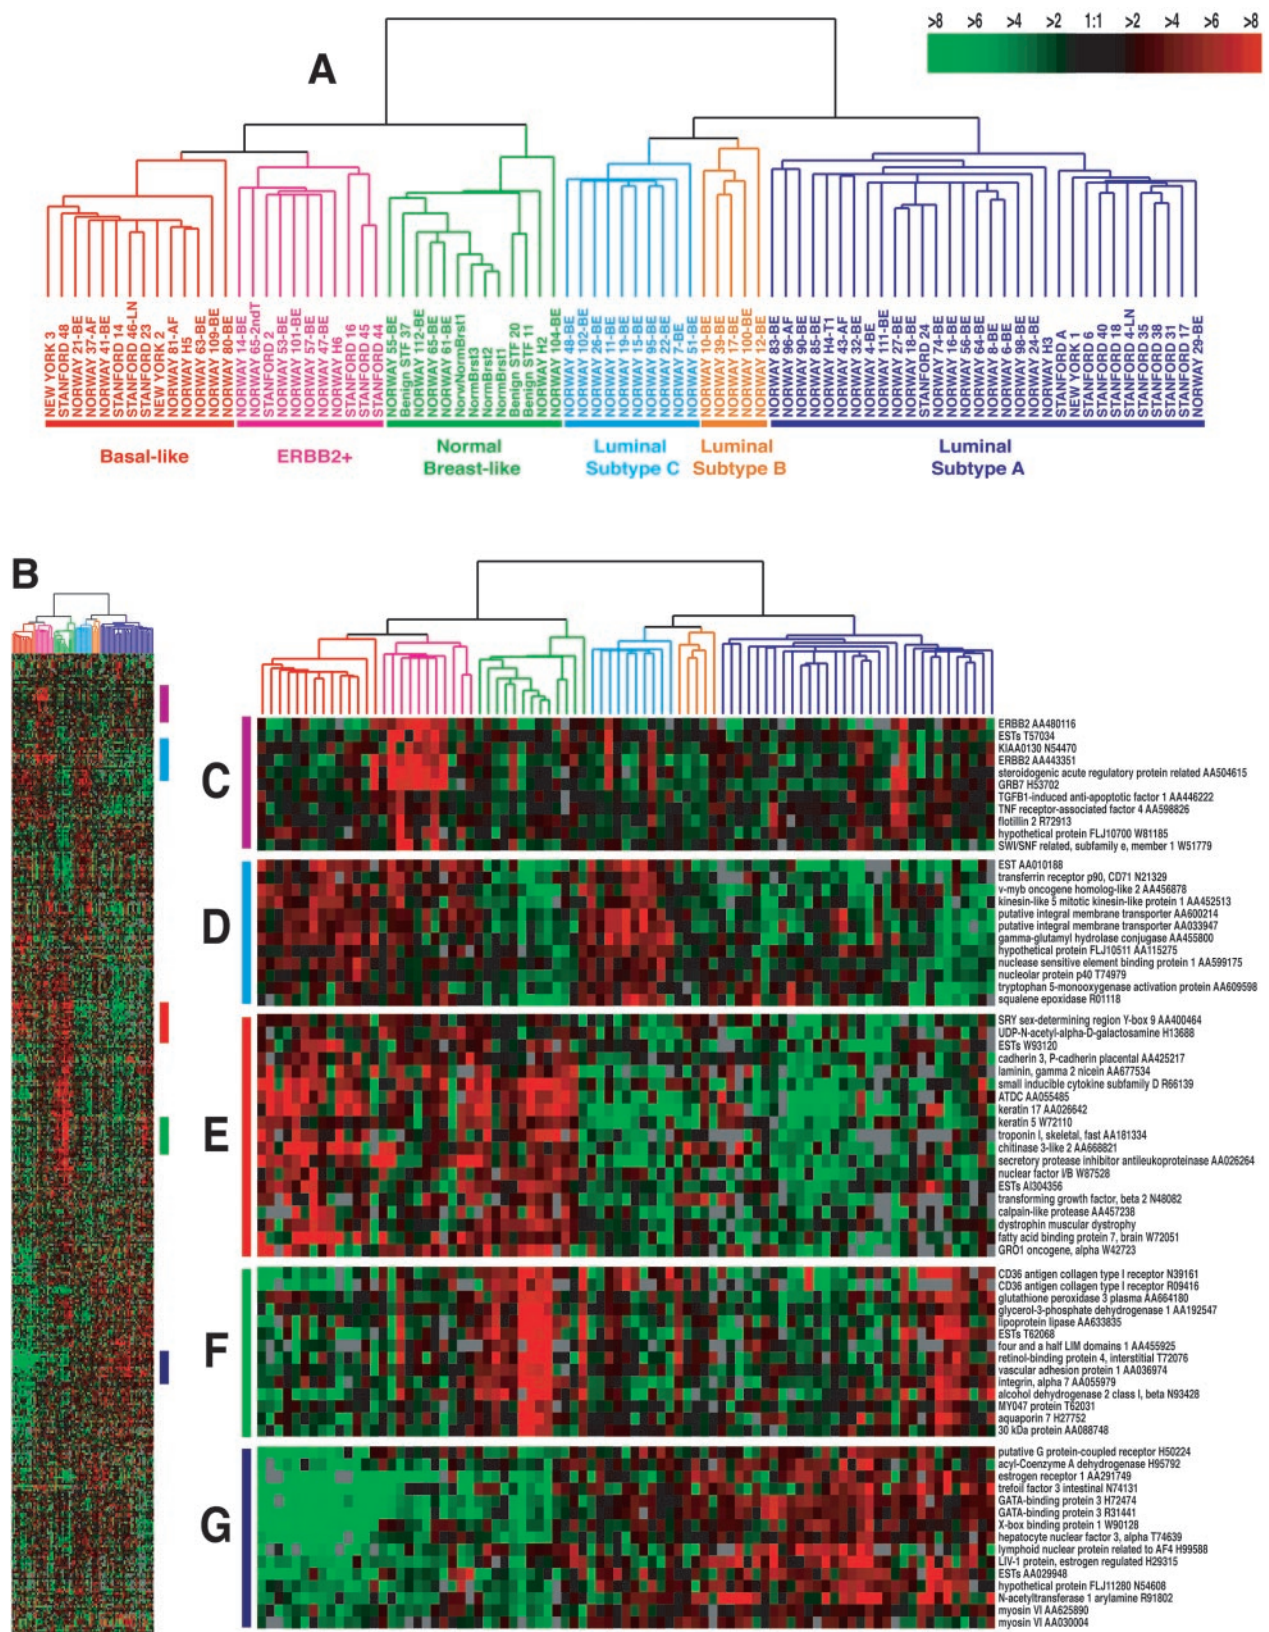 A
>8 >6 >4 >2 1:1 >2 >4 >6 >8
NEW YORK 3
STANFORD 48
NORWAY 21-BE
NORWAY 37-AF
NORWAY 41-BE
STANFORD 14
STANFORD 46-LN
STANFORD 23
NEW YORK 2
NORWAY 81-AF
NORWAY H5
NORWAY 63-BE
NORWAY 109-BE
NORWAY 80-BE
NORWAY 14-BE
NORWAY 65-2ndT
STANFORD 2
NORWAY 53-BE
NORWAY 101-BE
NORWAY 57-BE
NORWAY 47-BE
NORWAY H6
STANFORD 16
STANFORD 45
STANFORD 44
NORWAY 55-BE
Benign STF 37
NORWAY 112-BE
NORWAY 65-BE
NORWAY 61-BE
NorwNormBrst1
NormBrst3
NormBrst2
NormBrst1
Benign STF 20
Benign STF 11
NORWAY H2
NORWAY 104-BE
NORWAY 48-BE
NORWAY 102-BE
NORWAY 26-BE
NORWAY 11-BE
NORWAY 19-BE
NORWAY 15-BE
NORWAY 95-BE
NORWAY 22-BE
NORWAY 7-BE
NORWAY 51-BE
NORWAY 10-BE
NORWAY 39-BE
NORWAY 17-BE
NORWAY 100-BE
NORWAY 12-BE
NORWAY 83-BE
NORWAY 96-AF
NORWAY 90-BE
NORWAY 85-BE
NORWAY H4-T1
NORWAY 43-AF
NORWAY 32-BE
NORWAY 4-BE
NORWAY 111-BE
NORWAY 27-BE
NORWAY 18-BE
STANFORD 24
NORWAY 74-BE
NORWAY 16-BE
NORWAY 56-BE
NORWAY 64-BE
NORWAY 8-BE
NORWAY 6-BE
NORWAY 98-BE
NORWAY 24-BE
NORWAY H3
STANFORD A
NEW YORK 1
STANFORD 6
STANFORD 40
STANFORD 18
STANFORD 4-LN
STANFORD 35
STANFORD 38
STANFORD 31
STANFORD 17
NORWAY 29-BE
Basal-like
ERBB2+
Normal
Breast-like
Luminal
Subtype C
Luminal
Subtype B
Luminal
Subtype A
B
C
ERBB2 AA480116
ESTs T57034
KIAA0130 N54470
ERBB2 AA443351
steroidogenic acute regulatory protein related AA504615
GRB7 H53702
TGFB1-induced anti-apoptotic factor 1 AA446222
TNF receptor-associated factor 4 AA598826
flotillin 2 R72913
hypothetical protein FLJ10700 W81185
SWI/SNF related, subfamily e, member 1 W51779
D
EST AA010188
transferrin receptor p90, CD71 N21329
v-myb oncogene homolog-like 2 AA456878
kinesin-like 5 mitotic kinesin-like protein 1 AA452513
putative integral membrane transporter AA600214
putative integral membrane transporter AA033947
gamma-glutamyl hydrolase conjugase AA455800
hypothetical protein FLJ10511 AA115275
nuclease sensitive element binding protein 1 AA599175
nucleolar protein p40 T74979
tryptophan 5-monooxygenase activation protein AA609598
squalene epoxidase R01118
E
SRY sex-determining region Y-box 9 AA400464
UDP-N-acetyl-alpha-D-galactosamine H13688
ESTs W93120
cadherin 3, P-cadherin placental AA425217
laminin, gamma 2 nicein AA677534
small inducible cytokine subfamily D R66139
ATDC AA055485
keratin 17 AA026642
keratin 5 W72110
troponin I, skeletal, fast AA181334
chitinase 3-like 2 AA668821
secretory protease inhibitor antileukoproteinase AA026264
nuclear factor I/B W87528
ESTs AI304356
transforming growth factor, beta 2 N48082
calpain-like protease AA457238
dystrophin muscular dystrophy
fatty acid binding protein 7, brain W72051
GRO1 oncogene, alpha W42723
F
CD36 antigen collagen type I receptor N39161
CD36 antigen collagen type I receptor R09416
glutathione peroxidase 3 plasma AA664180
glycerol-3-phosphate dehydrogenase 1 AA192547
lipoprotein lipase AA633835
ESTs T62068
four and a half LIM domains 1 AA455925
retinol-binding protein 4, interstitial T72076
vascular adhesion protein 1 AA036974
integrin, alpha 7 AA055979
alcohol dehydrogenase 2 class I, beta N93428
MY047 protein T62031
aquaporin 7 H27752
30 kDa protein AA088748
G
putative G protein-coupled receptor H50224
acyl-Coenzyme A dehydrogenase H95792
estrogen receptor 1 AA291749
trefoil factor 3 intestinal N74131
GATA-binding protein 3 H72474
GATA-binding protein 3 R31441
X-box binding protein 1 W90128
hepatocyte nuclear factor 3, alpha T74639
lymphoid nuclear protein related to AF4 H99588
LIV-1 protein, estrogen regulated H29315
ESTs AA029948
hypothetical protein FLJ11280 N54608
N-acetyltransferase 1 arylamine R91802
myosin VI AA625890
myosin VI AA030004